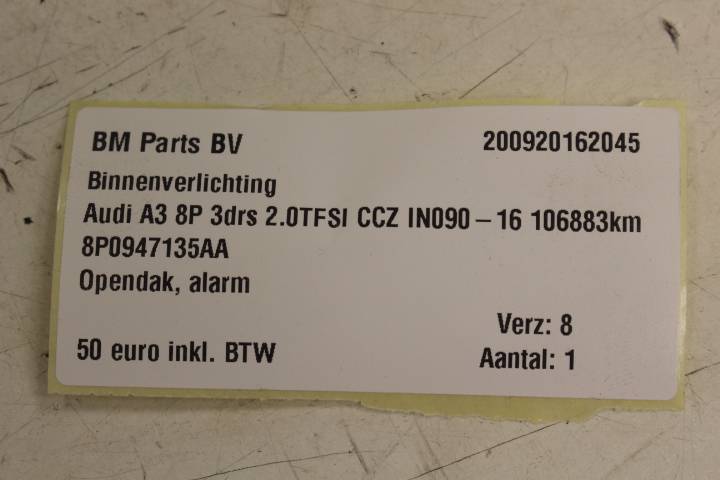 BM Parts BV 200920162045
Binnenverlichting
Audi A3 8P 3drs 2.0TFSI CCZ IN090 – 16 106883km
8P0947135AA
Opendak, alarm
Verz: 8
50 euro inkl. BTW Aantal: 1